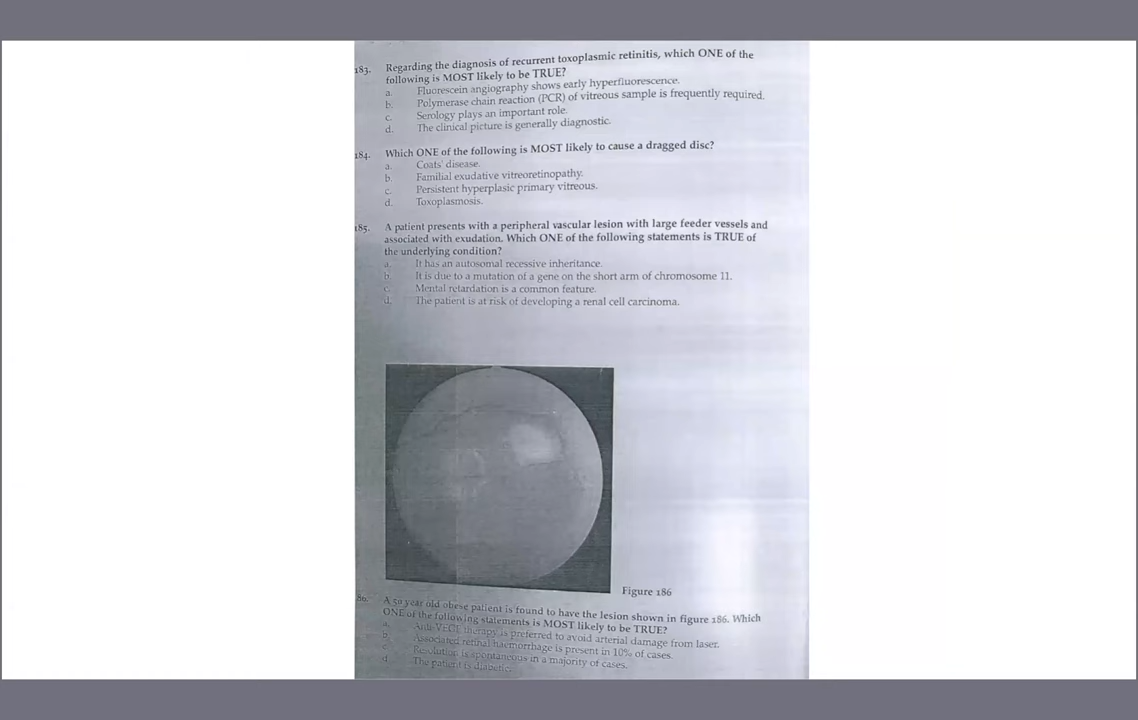 183. Regarding the diagnosis of recurrent toxoplasmic retinitis, which ONE of the
following is MOST likely to be TRUE?
a. Fluorescein angiography shows early hyperfluorescence.
b. Polymerase chain reaction (PCR) of vitreous sample is frequently required.
c. Serology plays an important role.
d. The clinical picture is generally diagnostic.
184. Which ONE of the following is MOST likely to cause a dragged disc?
a. Coats' disease.
b. Familial exudative vitreoretinopathy.
c. Persistent hyperplasic primary vitreous.
d. Toxoplasmosis.
185. A patient presents with a peripheral vascular lesion with large feeder vessels and
associated with exudation. Which ONE of the following statements is TRUE of
the underlying condition?
a. It has an autosomal recessive inheritance.
b. It is due to a mutation of a gene on the short arm of chromosome 11.
c. Mental retardation is a common feature.
d. The patient is at risk of developing a renal cell carcinoma.
Figure 186
86. A 50 year old obese patient is found to have the lesion shown in figure 186. Which
ONE of the following statements is MOST likely to be TRUE?
a. Anti-VEGF therapy is preferred to avoid arterial damage from laser.
b. Associated retinal haemorrhage is present in 10% of cases.
c. Resolution is spontaneous in a majority of cases.
d. The patient is diabetic.